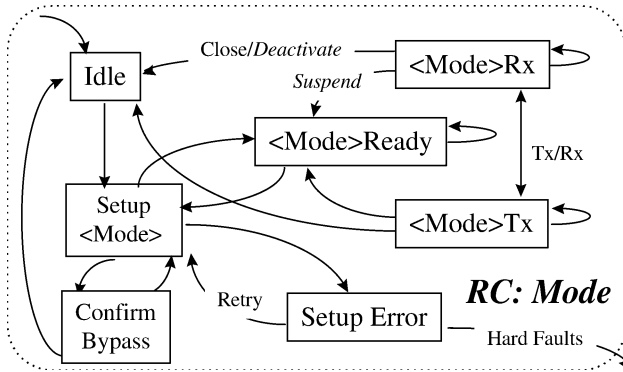 Close/Deactivate
<Mode>Rx
Idle
Suspend
<Mode>Ready
Tx/Rx
Setup
<Mode>
<Mode>Tx
RC: Mode
Confirm
Bypass
Retry
Setup Error
Hard Faults